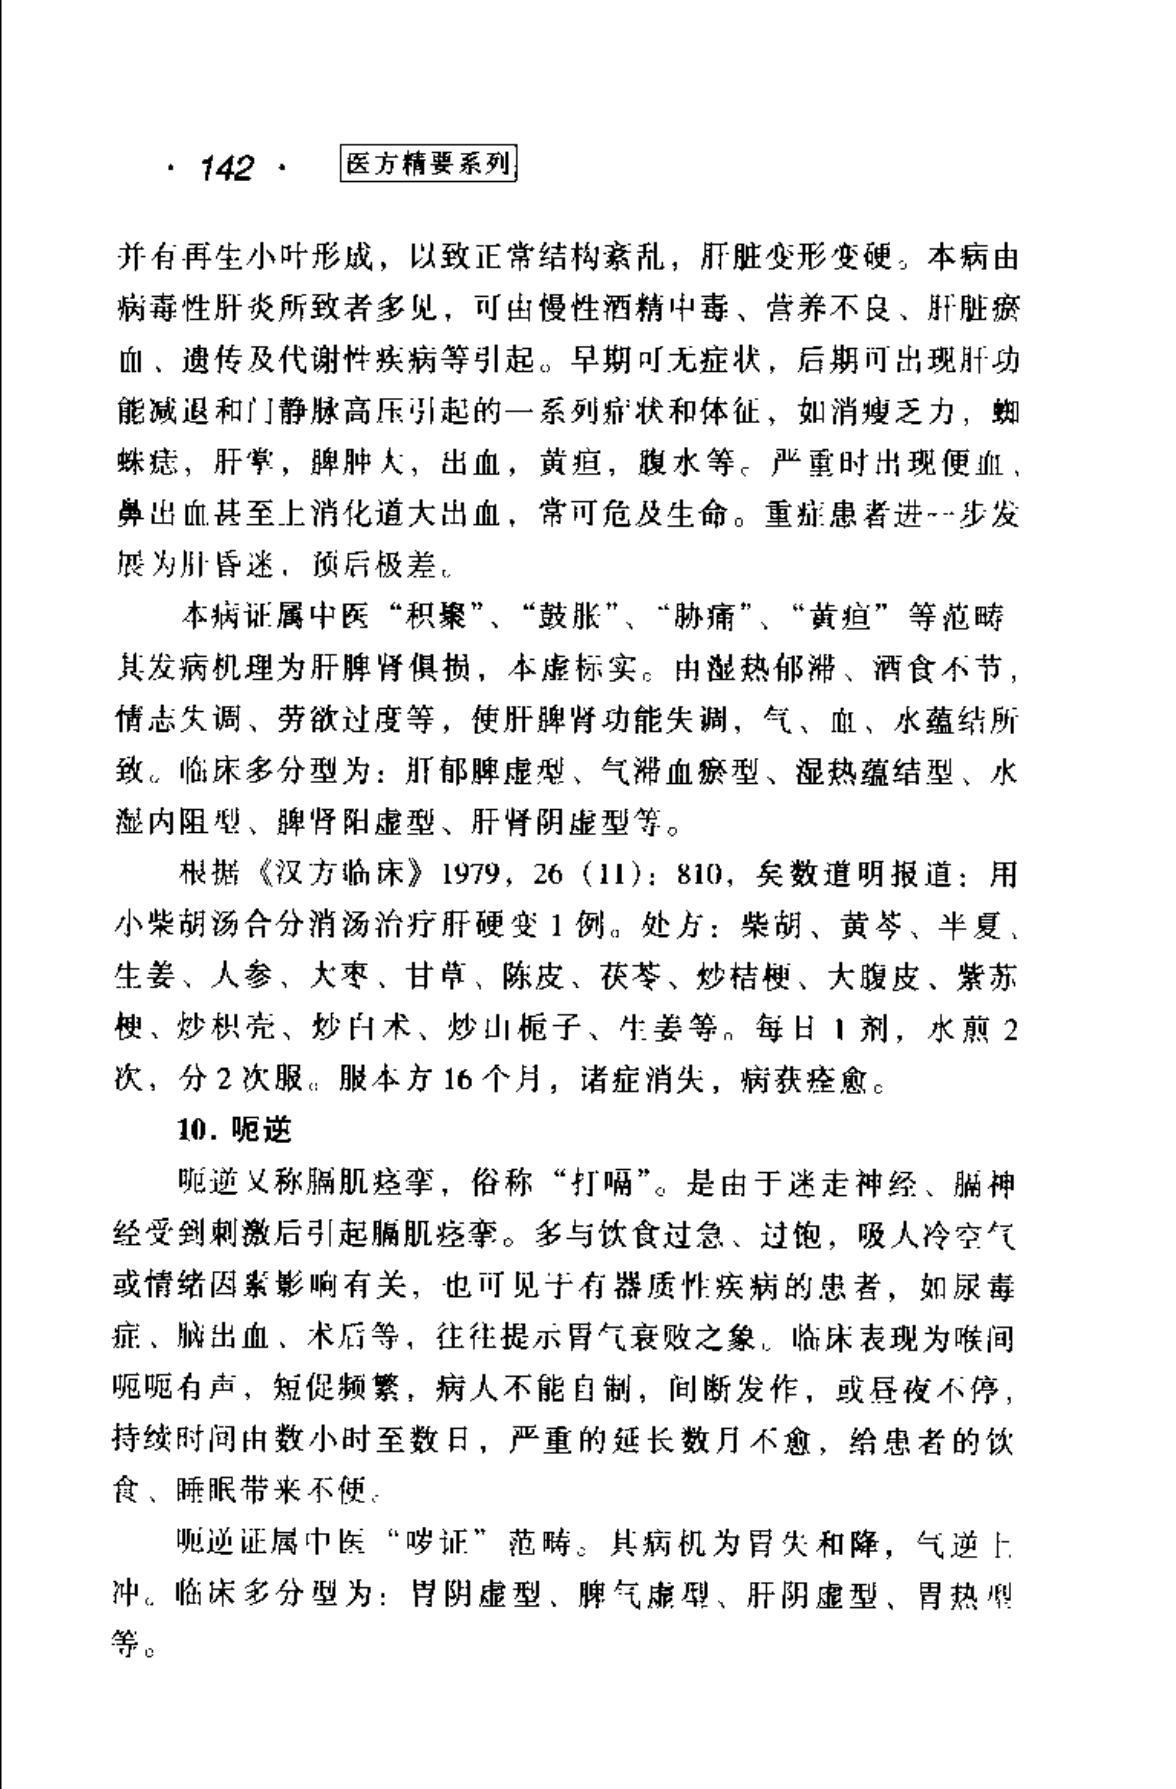 · 142 ·
医方精要系列
并有再生小叶形成，以致正常结构紊乱，肝脏变形变硬。本病由
病毒性肝炎所致者多见，可由慢性酒精中毒、营养不良、肝脏瘀
血、遗传及代谢性疾病等引起。早期可无症状，后期可出现肝功
能减退和门静脉高压引起的一系列症状和体征，如消瘦乏力，蜘
蛛痣，肝掌，脾肿大，出血，黄疸，腹水等。严重时出现便血、
鼻出血甚至上消化道大出血，常可危及生命。重症患者进一步发
展为肝昏迷，预后极差。
本病证属中医“积聚”、“鼓胀”、“胁痛”、“黄疸”等范畴
其发病机理为肝脾肾俱损，本虚标实。由湿热郁滞、酒食不节，
情志失调、劳欲过度等，使肝脾肾功能失调，气、血、水蕴结所
致。临床多分型为：肝郁脾虚型、气滞血瘀型、湿热蕴结型、水
湿内阻型、脾肾阳虚型、肝肾阴虚型等。
根据《汉方临床》1979，26（11）：810，矣数道明报道：用
小柴胡汤合分消汤治疗肝硬变1例。处方：柴胡、黄芩、半夏、
生姜、人参、大枣、甘草、陈皮、茯苓、炒桔梗、大腹皮、紫苏
梗、炒枳壳、炒白术、炒山栀子、生姜等。每日1剂，水煎2
次，分2次服。服本方16个月，诸症消失，病获痊愈。
10. 呃逆
呃逆又称膈肌痉挛，俗称“打嗝”。是由于迷走神经、膈神
经受到刺激后引起膈肌痉挛。多与饮食过急、过饱，吸人冷空气
或情绪因素影响有关，也可见于有器质性疾病的患者，如尿毒
症、脑出血、术后等，往往提示胃气衰败之象。临床表现为喉间
呃呃有声，短促频繁，病人不能自制，间断发作，或昼夜不停，
持续时间由数小时至数日，严重的延长数月不愈，给患者的饮
食、睡眠带来不便。
呃逆证属中医“哕证”范畴。其病机为胃失和降，气逆上
冲。临床多分型为：胃阴虚型、脾气虚型、肝阴虚型、胃热型
等。